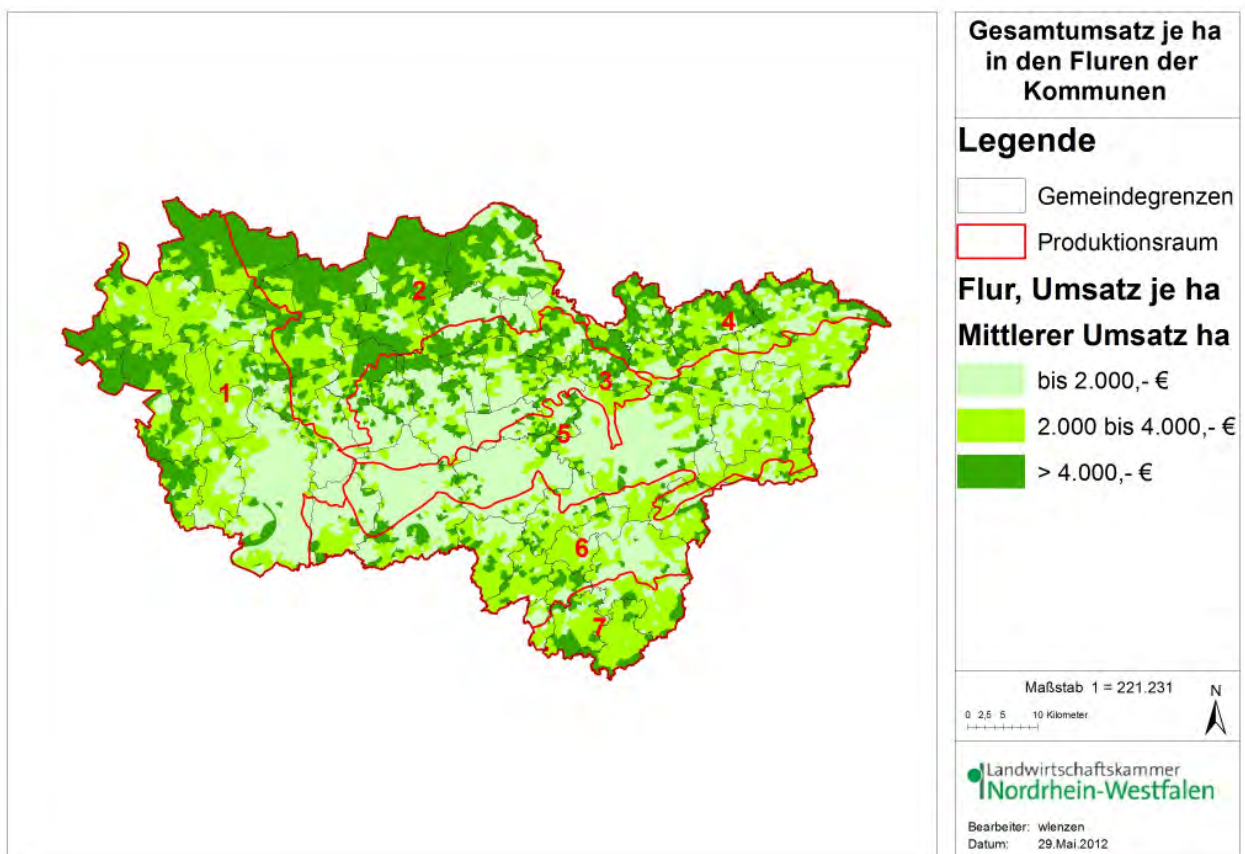 Gesamtumsatz je ha
in den Fluren der
Kommunen
Legende
Gemeindegrenzen
Produktionsraum
Flur, Umsatz je ha
Mittlerer Umsatz ha
bis 2.000,- €
2.000 bis 4.000,- €
> 4.000,- €
Maßstab 1 = 221.231
N
0 2,5 5 10 Kilometer
Landwirtschaftskammer
Nordrhein-Westfalen
Bearbeiter: wlenzen
Datum: 29.Mai.2012
2
4
1
3
5
6
7